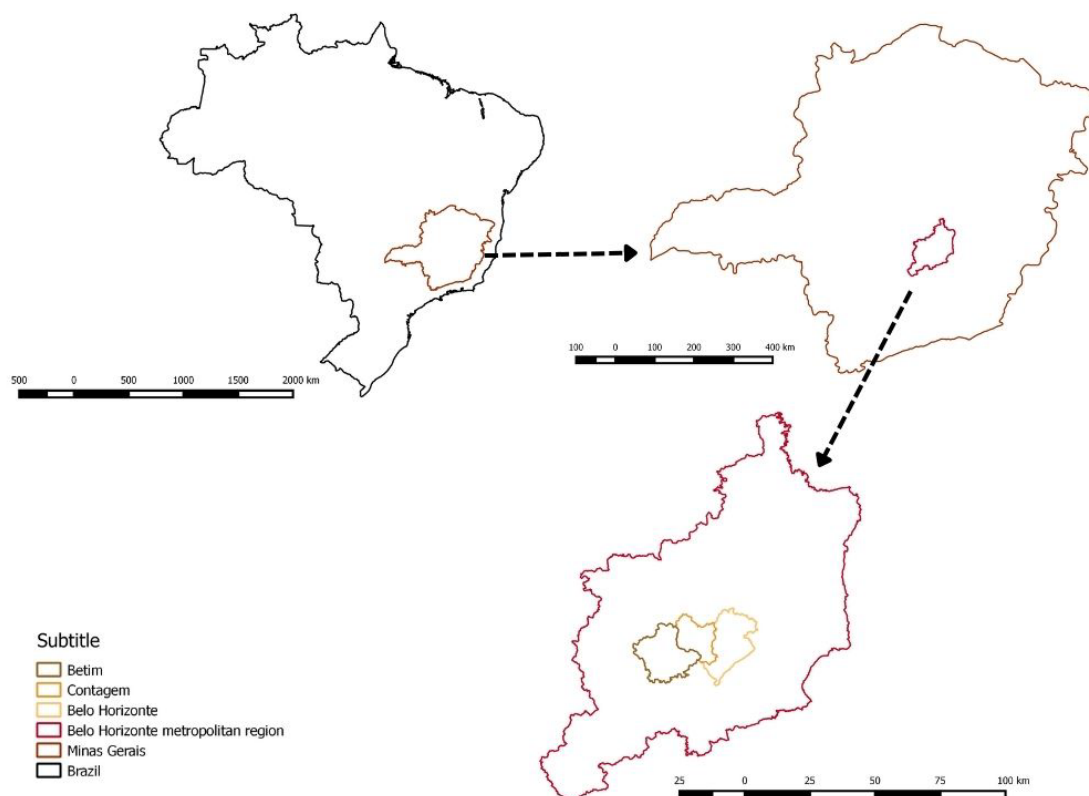 500 0 500 1000 1500 2000 km
100 0 100 200 300 400 km
Subtitle
Betim
Contagem
Belo Horizonte
Belo Horizonte metropolitan region
Minas Gerais
Brazil
25 0 25 50 75 100 km